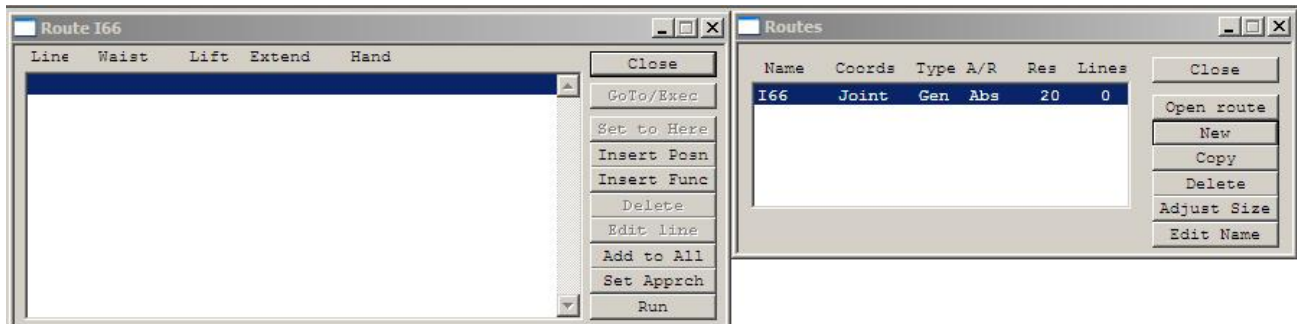 Route I66
Line Waist Lift Extend Hand
Close
GoTo/Exec
Set to Here
Insert Posn
Insert Func
Delete
Edit line
Add to All
Set Apprch
Run
Routes
Name Coords Type A/R Res Lines
I66 Joint Gen Abs 20 0
Close
Open route
New
Copy
Delete
Adjust Size
Edit Name